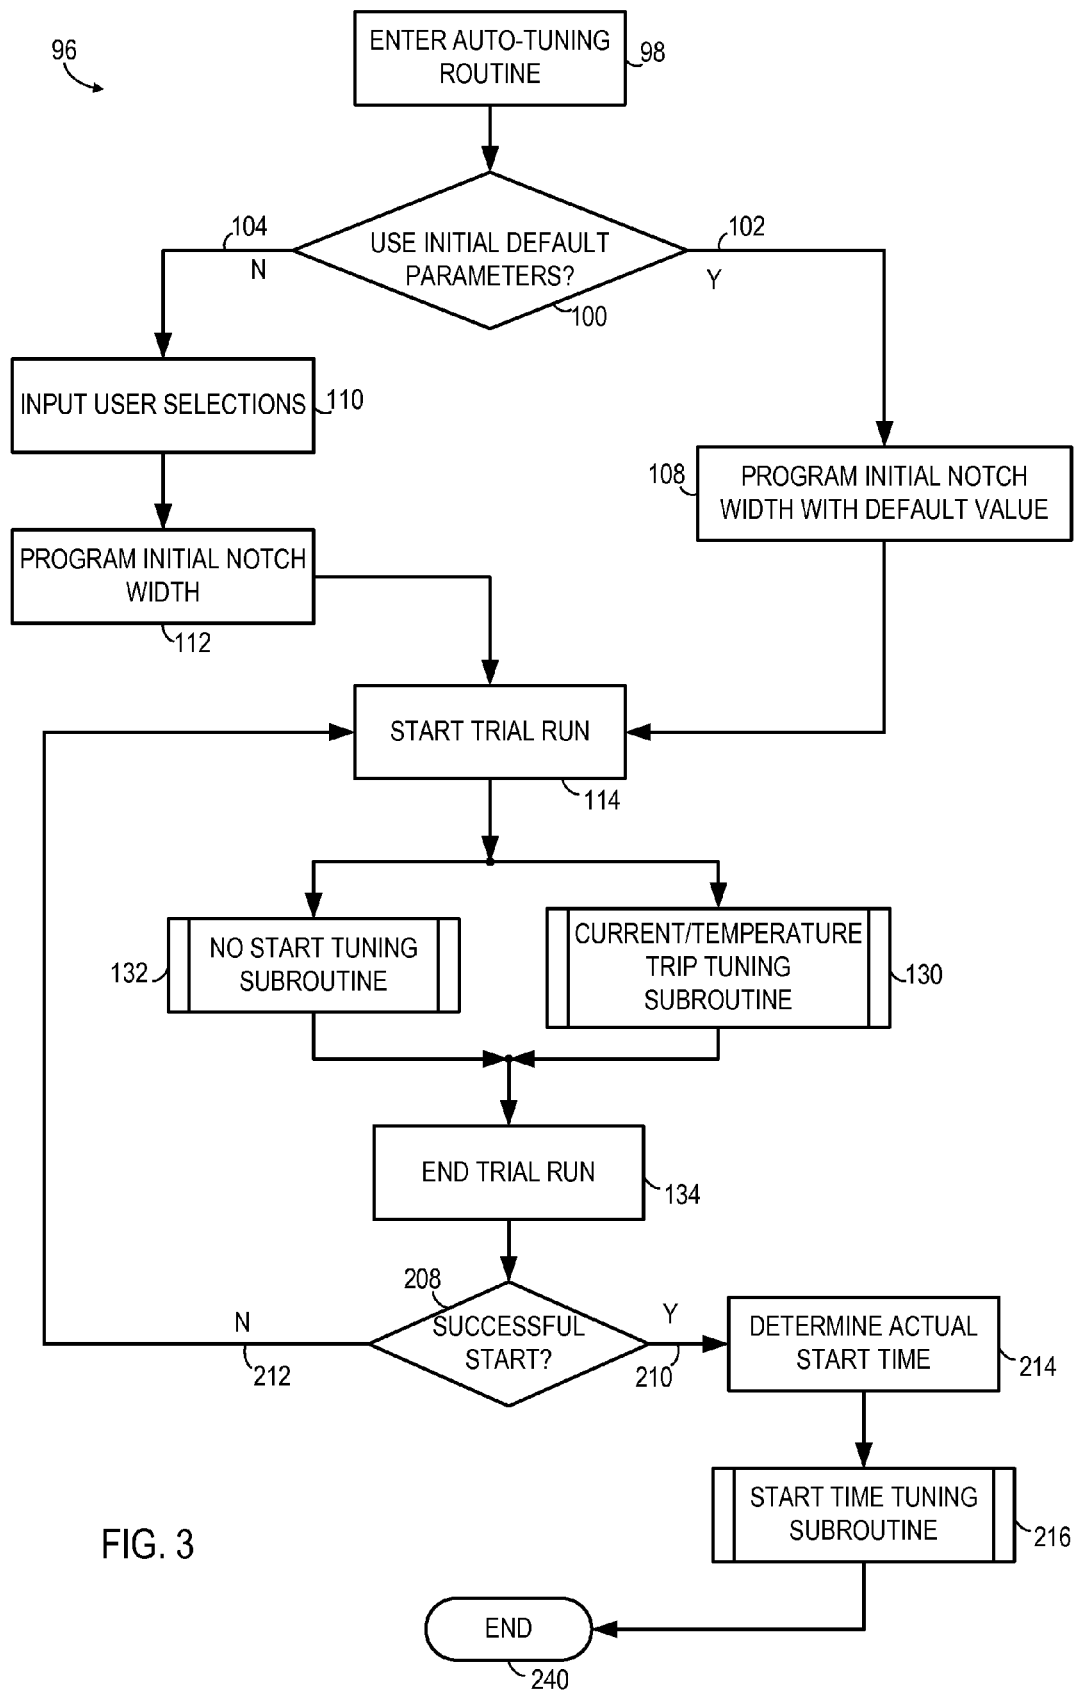 96
ENTER AUTO-TUNING
ROUTINE
98
104
N
USE INITIAL DEFAULT
PARAMETERS?
100
102
Y
INPUT USER SELECTIONS
110
108
PROGRAM INITIAL NOTCH
WIDTH WITH DEFAULT VALUE
PROGRAM INITIAL NOTCH
WIDTH
112
START TRIAL RUN
114
132
NO START TUNING
SUBROUTINE
CURRENT/TEMPERATURE
TRIP TUNING
SUBROUTINE
130
END TRIAL RUN
134
208
SUCCESSFUL
START?
N
212
Y
210
DETERMINE ACTUAL
START TIME
214
START TIME TUNING
SUBROUTINE
216
FIG. 3
END
240